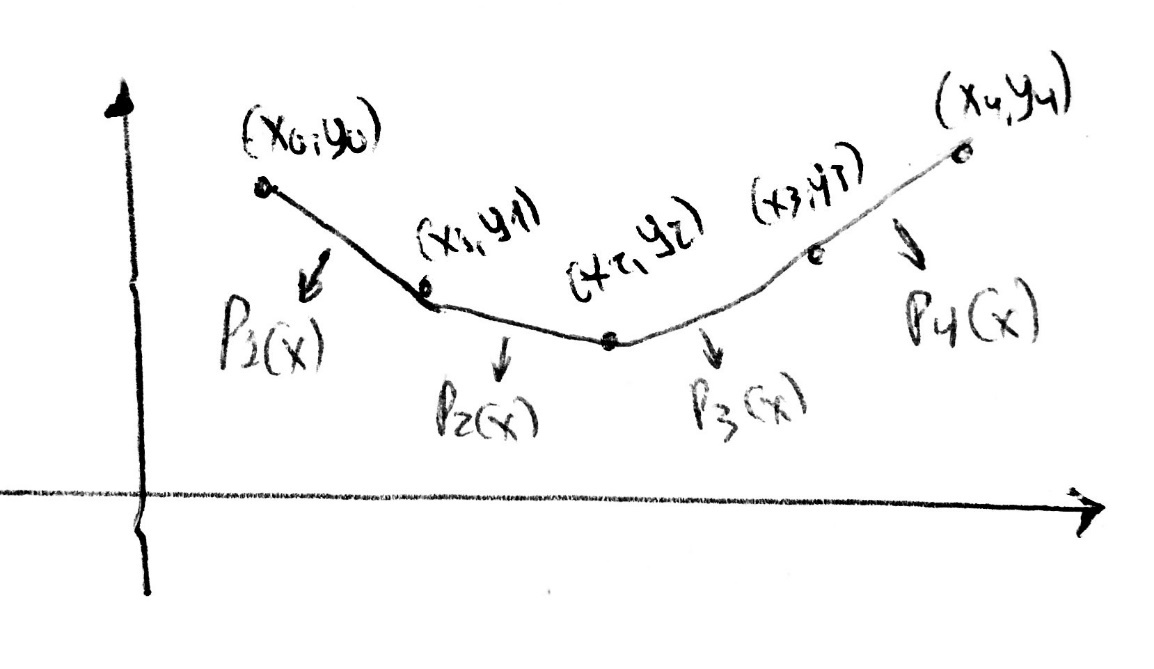 (x0,y0)
(x1,y1)
(x2,y2)
(x3,y3)
(x4,y4)
P1(x)
P2(x)
P3(x)
P4(x)